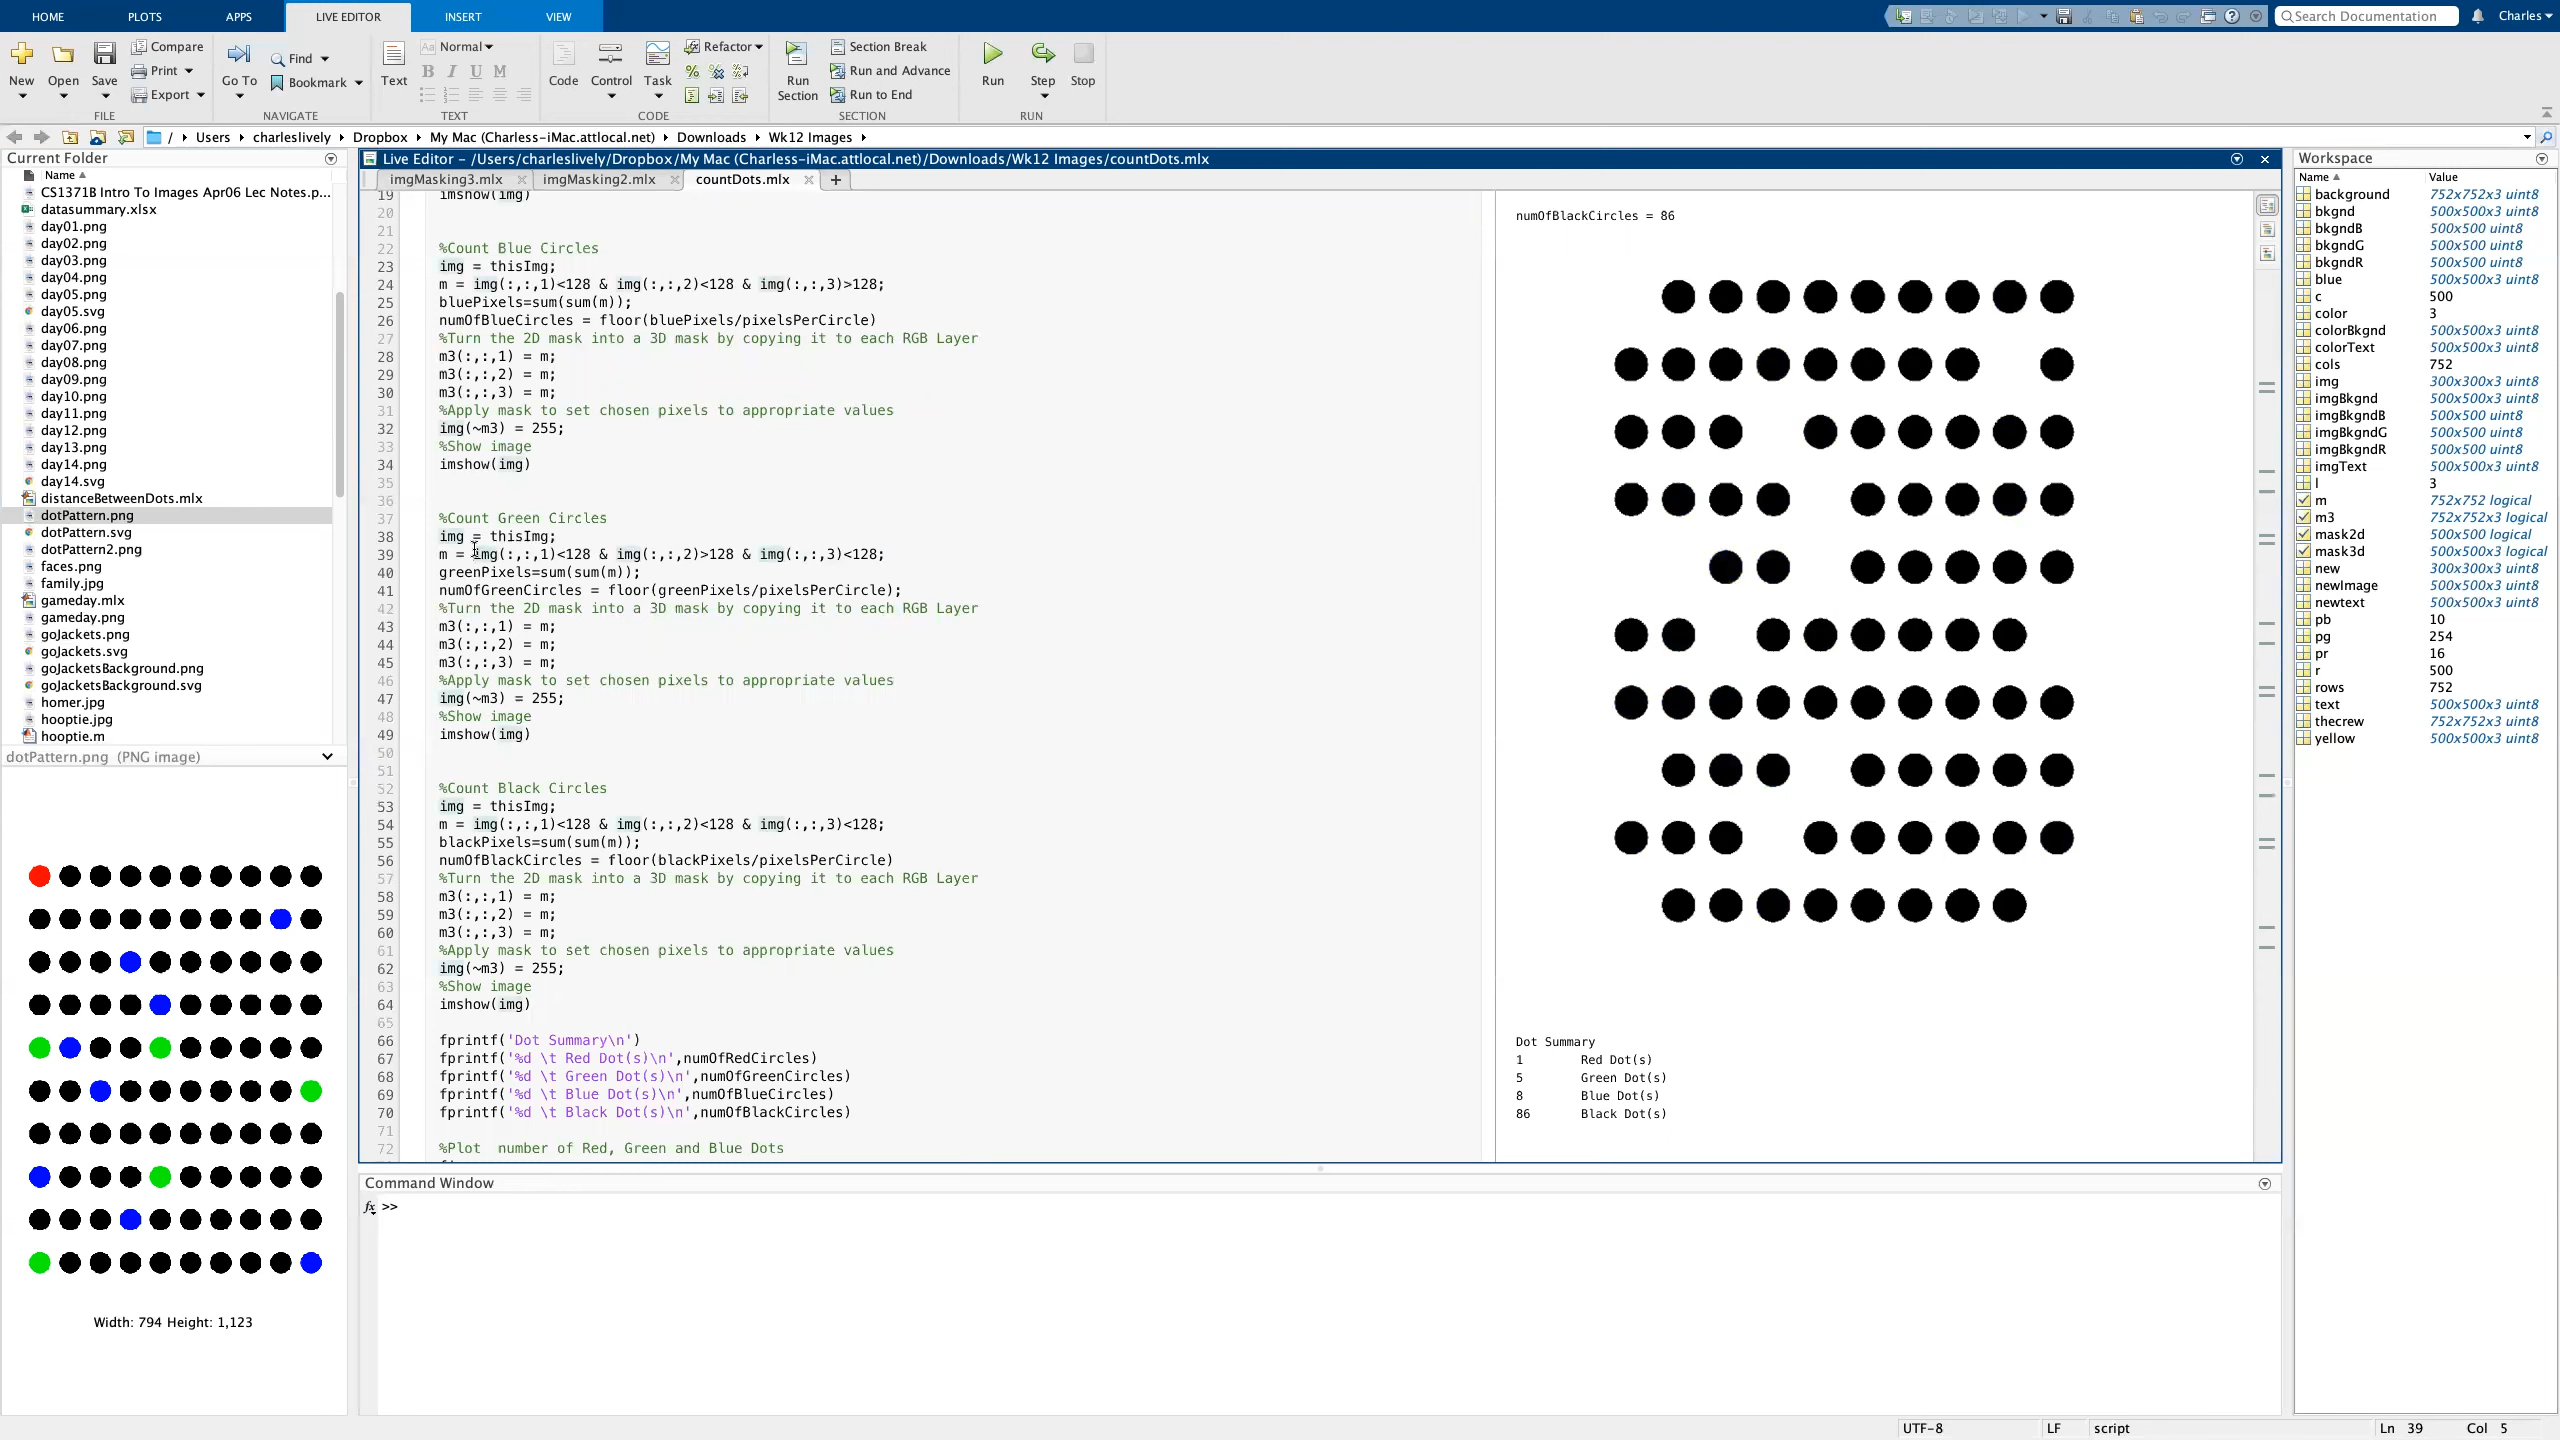 HOME PLOTS APPS LIVE EDITOR INSERT VIEW Search Documentation Charles
New Open Save Compare Print Export Go To Find Bookmark Text Aa Normal B I U M Code Control Task Refactor Run Section Section Break Run and Advance Run to End Run Step Stop
FILE NAVIGATE TEXT CODE SECTION RUN
/ Users charleslively Dropbox My Mac (Charless-iMac.attlocal.net) Downloads Wk12 Images
Current Folder
Name
CS1371B Intro To Images Apr06 Lec Notes.p...
datasummary.xlsx
day01.png
day02.png
day03.png
day04.png
day05.png
day05.svg
day06.png
day07.png
day08.png
day09.png
day10.png
day11.png
day12.png
day13.png
day14.png
day14.svg
distanceBetweenDots.mlx
dotPattern.png
dotPattern.svg
dotPattern2.png
faces.png
family.jpg
gameday.mlx
gameday.png
goJackets.png
goJackets.svg
goJacketsBackground.png
goJacketsBackground.svg
homer.jpg
hooptie.jpg
hooptie.m
dotPattern.png (PNG image)
Width: 794 Height: 1,123
Live Editor - /Users/charleslively/Dropbox/My Mac (Charless-iMac.attlocal.net)/Downloads/Wk12 Images/countDots.mlx
imgMasking3.mlx imgMasking2.mlx countDots.mlx +
19 imshow(img)
20
21
22 %Count Blue Circles
23 img = thisImg;
24 m = img(:,:,1)<128 & img(:,:,2)<128 & img(:,:,3)>128;
25 bluePixels=sum(sum(m));
26 numOfBlueCircles = floor(bluePixels/pixelsPerCircle)
27 %Turn the 2D mask into a 3D mask by copying it to each RGB Layer
28 m3(:,:,1) = m;
29 m3(:,:,2) = m;
30 m3(:,:,3) = m;
31 %Apply mask to set chosen pixels to appropriate values
32 img(~m3) = 255;
33 %Show image
34 imshow(img)
35
36
37 %Count Green Circles
38 img = thisImg;
39 m = img(:,:,1)<128 & img(:,:,2)>128 & img(:,:,3)<128;
40 greenPixels=sum(sum(m));
41 numOfGreenCircles = floor(greenPixels/pixelsPerCircle);
42 %Turn the 2D mask into a 3D mask by copying it to each RGB Layer
43 m3(:,:,1) = m;
44 m3(:,:,2) = m;
45 m3(:,:,3) = m;
46 %Apply mask to set chosen pixels to appropriate values
47 img(~m3) = 255;
48 %Show image
49 imshow(img)
50
51
52 %Count Black Circles
53 img = thisImg;
54 m = img(:,:,1)<128 & img(:,:,2)<128 & img(:,:,3)<128;
55 blackPixels=sum(sum(m));
56 numOfBlackCircles = floor(blackPixels/pixelsPerCircle)
57 %Turn the 2D mask into a 3D mask by copying it to each RGB Layer
58 m3(:,:,1) = m;
59 m3(:,:,2) = m;
60 m3(:,:,3) = m;
61 %Apply mask to set chosen pixels to appropriate values
62 img(~m3) = 255;
63 %Show image
64 imshow(img)
65
66 fprintf('Dot Summary\n')
67 fprintf('%d \t Red Dot(s)\n',numOfRedCircles)
68 fprintf('%d \t Green Dot(s)\n',numOfGreenCircles)
69 fprintf('%d \t Blue Dot(s)\n',numOfBlueCircles)
70 fprintf('%d \t Black Dot(s)\n',numOfBlackCircles)
71
72 %Plot number of Red, Green and Blue Dots
numOfBlackCircles = 86
Dot Summary
1 Red Dot(s)
5 Green Dot(s)
8 Blue Dot(s)
86 Black Dot(s)
Command Window
fx >>
Workspace
Name Value
background 752x752x3 uint8
bkgnd 500x500x3 uint8
bkgndB 500x500 uint8
bkgndG 500x500 uint8
bkgndR 500x500 uint8
blue 500x500x3 uint8
c 500
color 3
colorBkgnd 500x500x3 uint8
colorText 500x500x3 uint8
cols 752
img 300x300x3 uint8
imgBkgnd 500x500x3 uint8
imgBkgndB 500x500 uint8
imgBkgndG 500x500 uint8
imgBkgndR 500x500 uint8
imgText 500x500x3 uint8
l 3
m 752x752 logical
m3 752x752x3 logical
mask2d 500x500 logical
mask3d 500x500x3 logical
new 300x300x3 uint8
newImage 500x500x3 uint8
newtext 500x500x3 uint8
pb 10
pg 254
pr 16
r 500
rows 752
text 500x500x3 uint8
thecrew 752x752x3 uint8
yellow 500x500x3 uint8
UTF-8 LF script Ln 39 Col 5